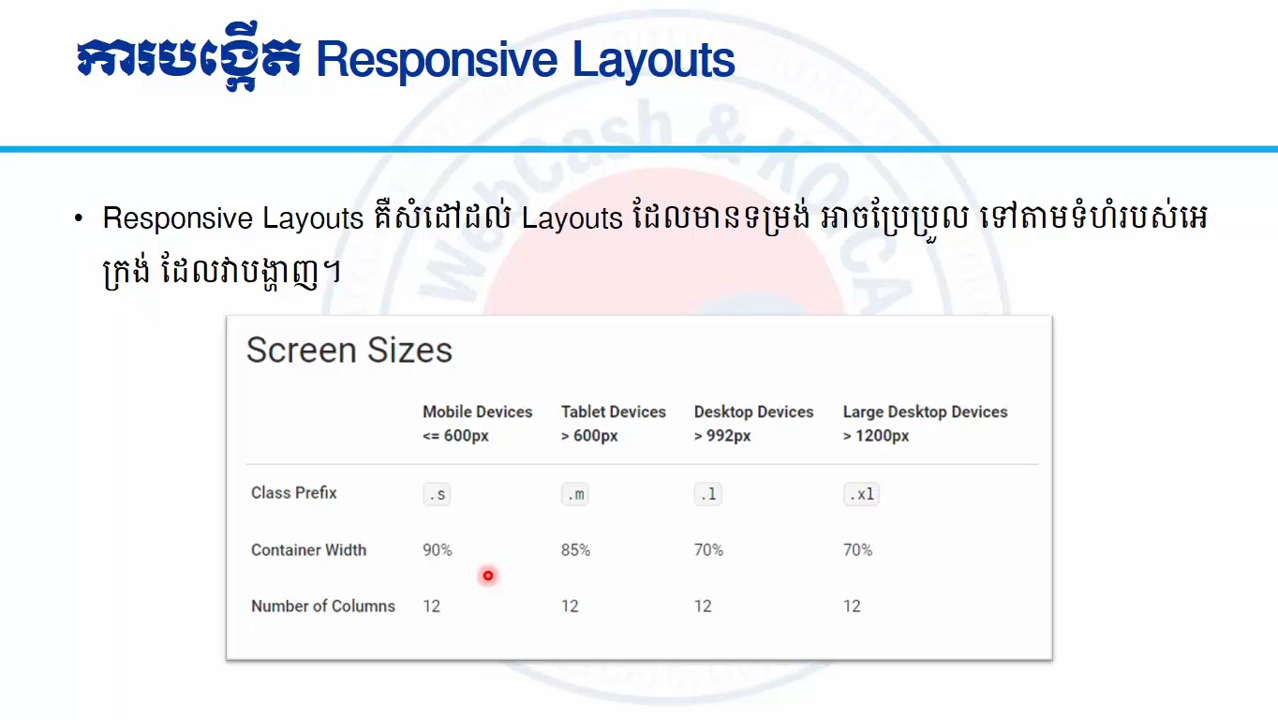 ការបង្កើត Responsive Layouts
WebCash & KOICA
• Responsive Layouts គឺសំដៅដល់ Layouts ដែលមានទម្រង់ អាចប្រែប្រួល ទៅតាមទំហំរបស់អេ
ក្រង់ ដែលវាបង្ហាញ។
Screen Sizes
Mobile Devices Tablet Devices Desktop Devices Large Desktop Devices
<= 600px > 600px > 992px > 1200px
Class Prefix .s .m .l .xl
Container Width 90% 85% 70% 70%
Number of Columns 12 12 12 12